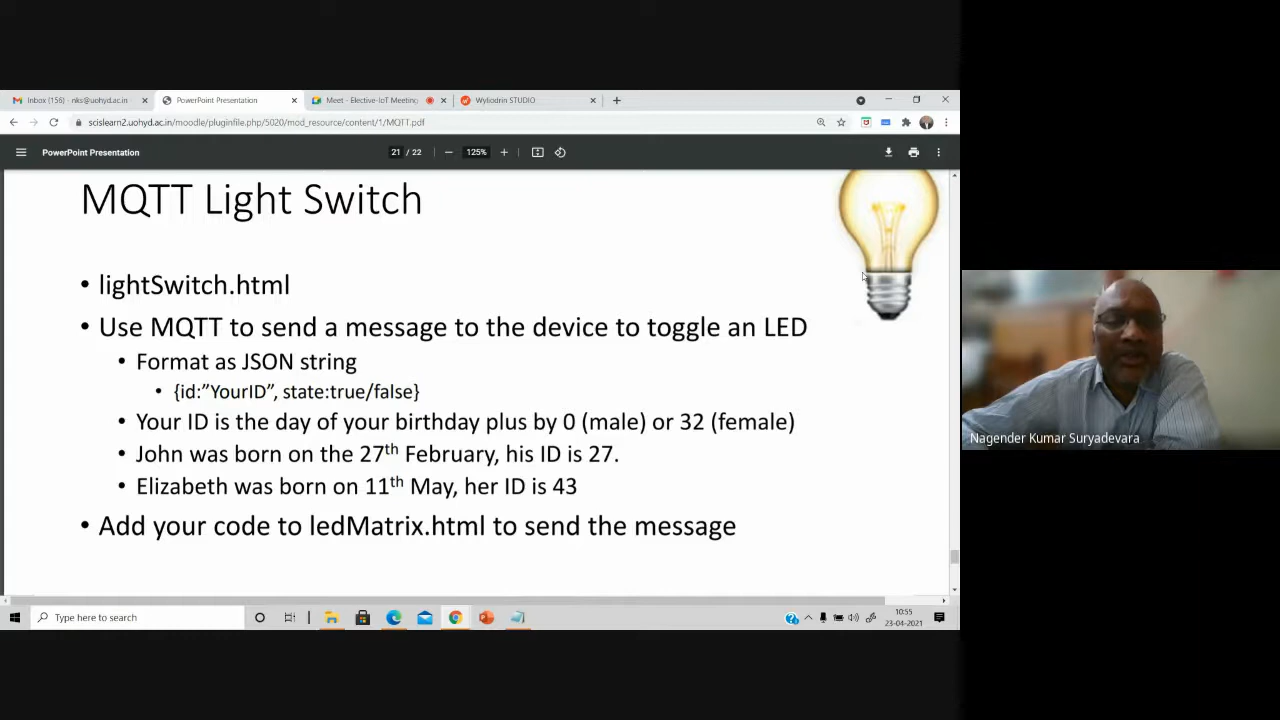 Inbox (156) - nks@uohyd.ac.in
PowerPoint Presentation
Meet - Elective-IoT Meeting
Wyliodrin STUDIO
scislearn2.uohyd.ac.in/moodle/pluginfile.php/5020/mod_resource/content/1/MQTT.pdf
PowerPoint Presentation
21 / 22
125%
MQTT Light Switch
• lightSwitch.html
• Use MQTT to send a message to the device to toggle an LED
• Format as JSON string
• {id:”YourID”, state:true/false}
• Your ID is the day of your birthday plus by 0 (male) or 32 (female)
• John was born on the 27th February, his ID is 27.
• Elizabeth was born on 11th May, her ID is 43
• Add your code to ledMatrix.html to send the message
Nagender Kumar Suryadevara
Type here to search
10:55
23-04-2021